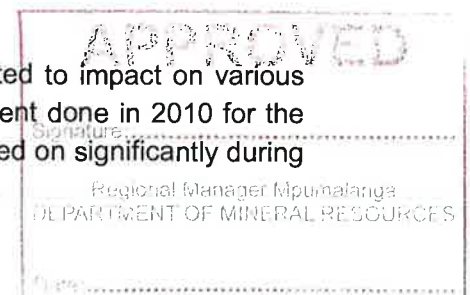 APPROVED
ted to impact on various
ent done in 2010 for the
Signature:
ed on significantly during
Regional Manager Mpumalanga
DEPARTMENT OF MINERAL RESOURCES
Date: